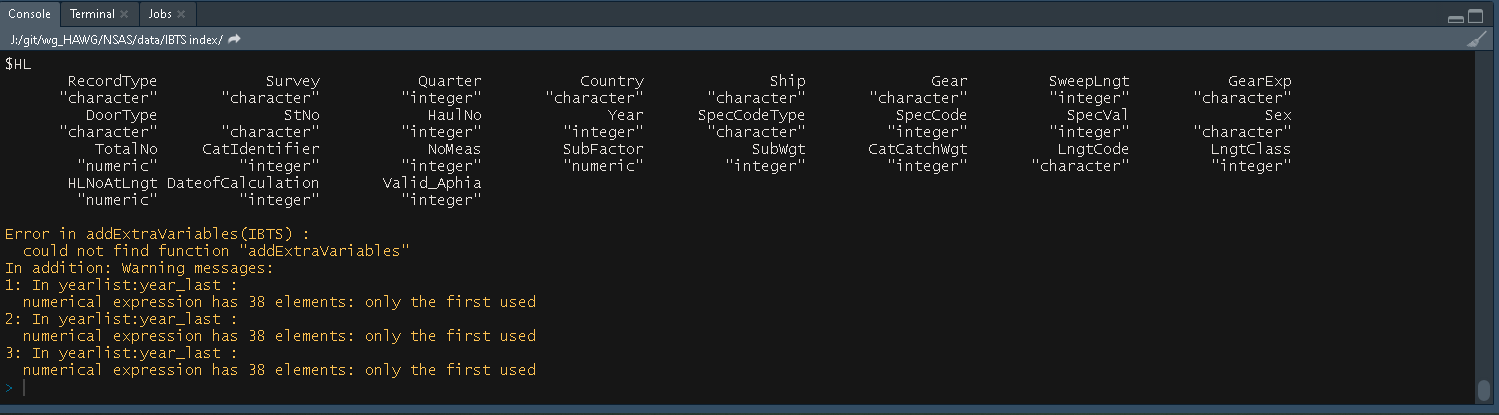 Console Terminal Jobs
J:/git/wg_HAWG/NSAS/data/IBTS index/
$HL
RecordType Survey Quarter Country Ship Gear SweepLngt GearExp
"character" "character" "integer" "character" "character" "character" "integer" "character"
DoorType StNo HaulNo Year SpecCodeType SpecCode SpecVal Sex
"character" "character" "integer" "integer" "character" "integer" "integer" "character"
TotalNo CatIdentifier NoMeas SubFactor SubWgt CatCatchWgt LngtCode LngtClass
"numeric" "integer" "integer" "numeric" "integer" "integer" "character" "integer"
HLNoAtLngt DateofCalculation Valid_Aphia
"numeric" "integer" "integer"
Error in addExtraVariables(IBTS) :
could not find function "addExtraVariables"
In addition: Warning messages:
1: In yearlist:year_last :
numerical expression has 38 elements: only the first used
2: In yearlist:year_last :
numerical expression has 38 elements: only the first used
3: In yearlist:year_last :
numerical expression has 38 elements: only the first used
>